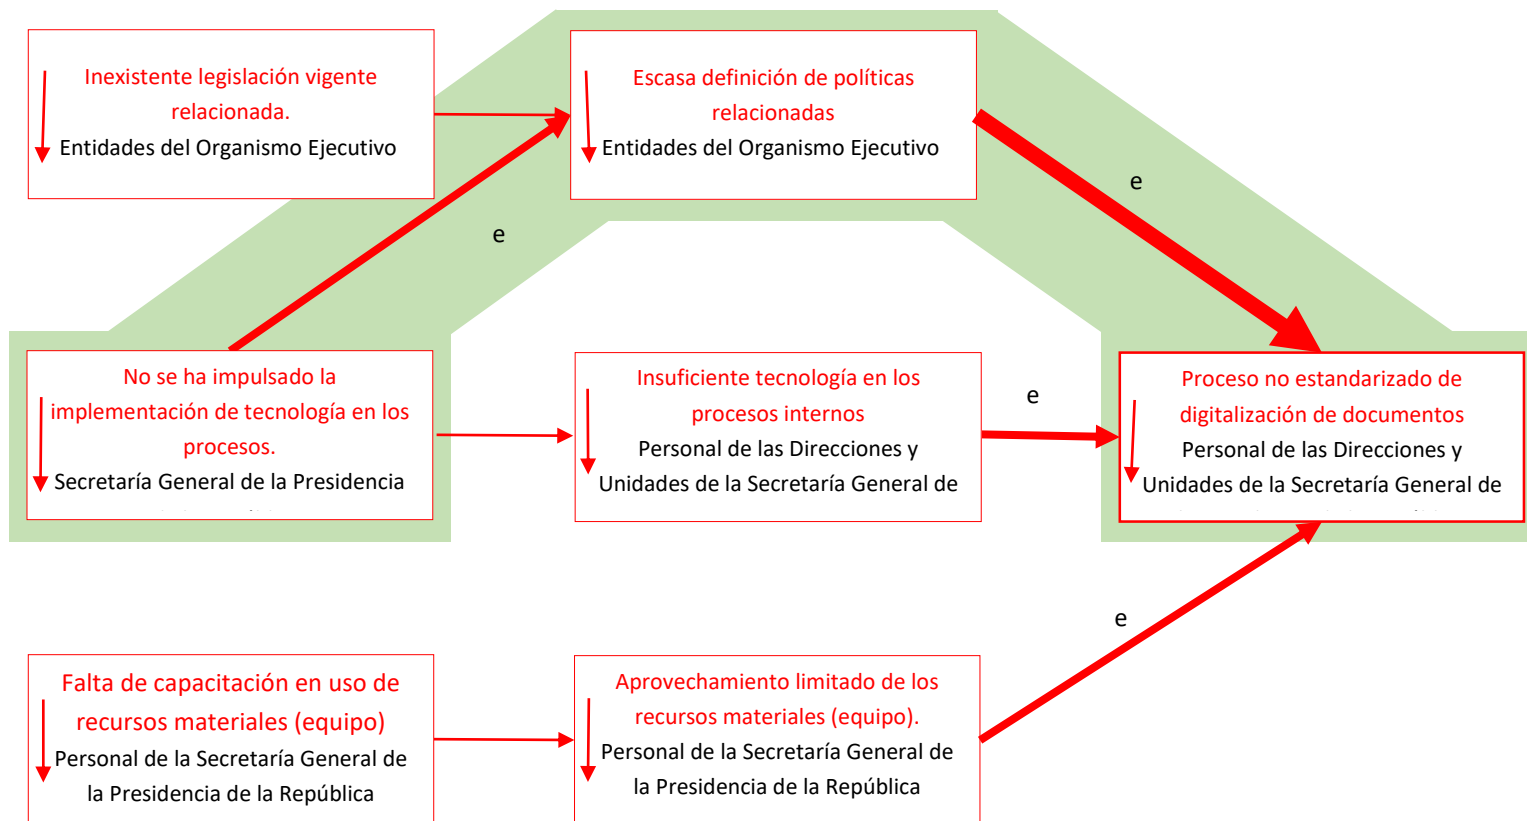 Inexistente legislación vigente
relacionada.
Entidades del Organismo Ejecutivo
Escasa definición de políticas
relacionadas
Entidades del Organismo Ejecutivo
e
e
No se ha impulsado la
implementación de tecnología en los
procesos.
Secretaría General de la Presidencia
Insuficiente tecnología en los
procesos internos
Personal de las Direcciones y
Unidades de la Secretaría General de
e
Proceso no estandarizado de
digitalización de documentos
Personal de las Direcciones y
Unidades de la Secretaría General de
e
Falta de capacitación en uso de
recursos materiales (equipo)
Personal de la Secretaría General de
la Presidencia de la República
Aprovechamiento limitado de los
recursos materiales (equipo).
Personal de la Secretaría General de
la Presidencia de la República